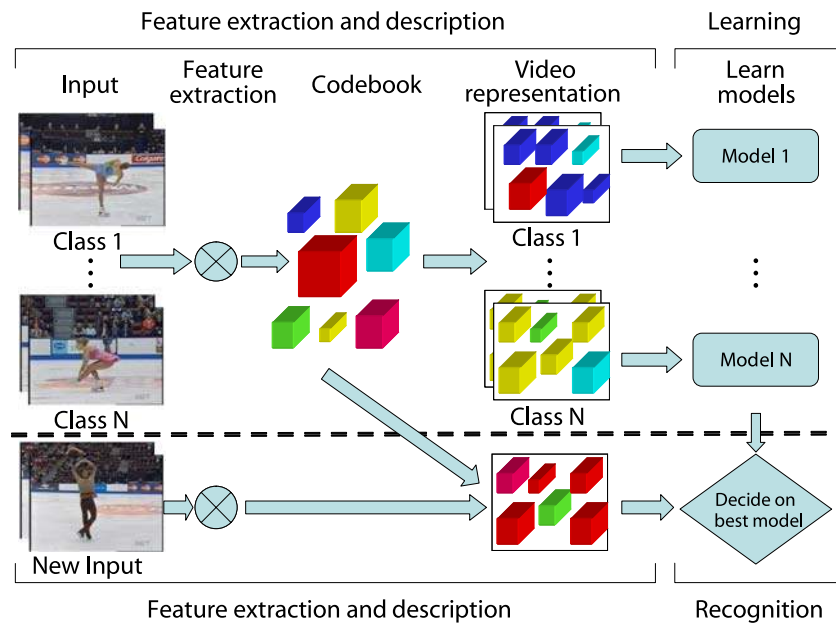 Feature extraction and description
Learning
Input
Feature
extraction
Codebook
Video
representation
Learn
models
Class 1
Class 1
Model 1
Class N
Class N
Model N
New Input
Decide on
best model
Feature extraction and description
Recognition